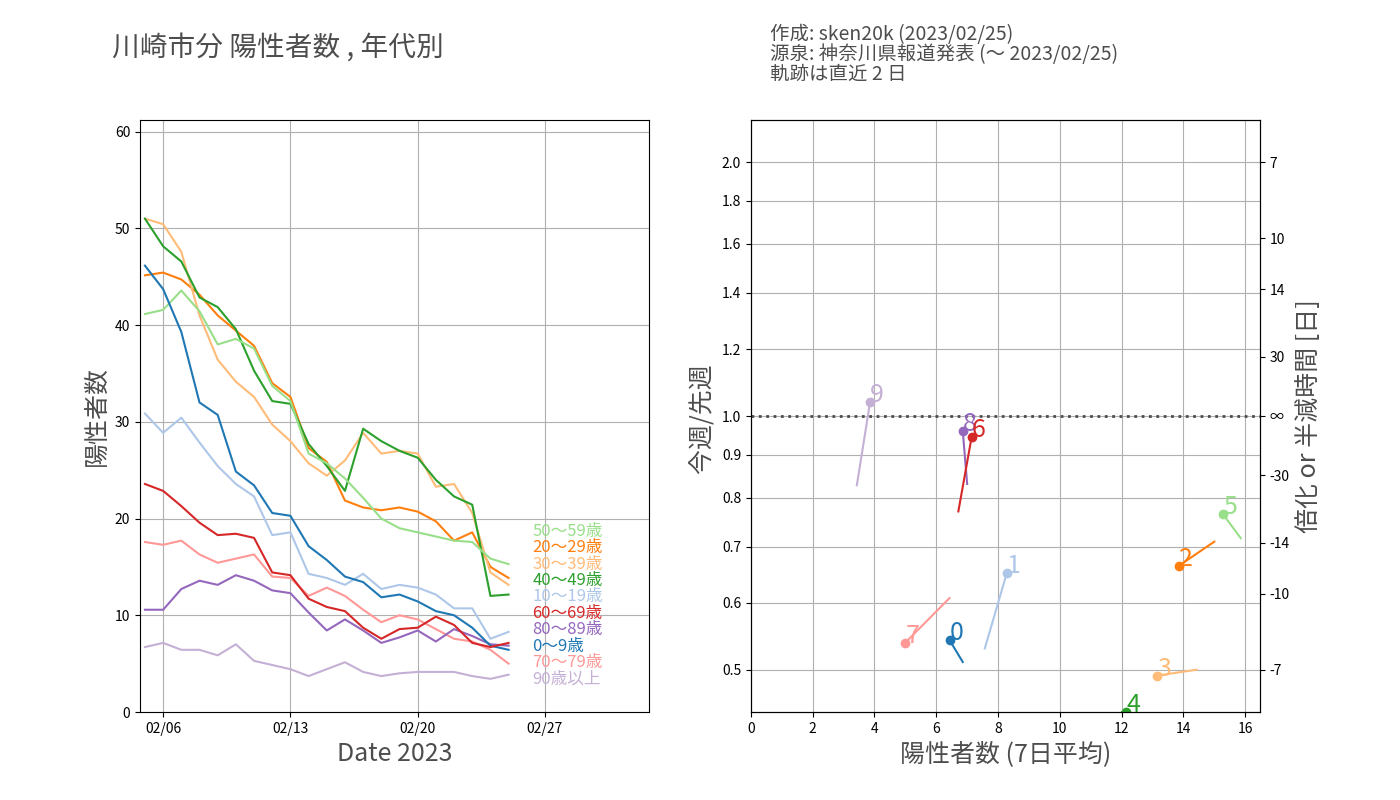 川崎市分 陽性者数 , 年代別
作成: sken20k (2023/02/25)
源泉: 神奈川県報道発表 (〜 2023/02/25)
軌跡は直近 2 日
60
50
40
30
20
10
0
陽性者数
50〜59歳
20〜29歳
30〜39歳
40〜49歳
10〜19歳
60〜69歳
80〜89歳
0〜9歳
70〜79歳
90歳以上
02/06
02/13
02/20
02/27
Date 2023
2.0
1.8
1.6
1.4
1.2
1.0
0.9
0.8
0.7
0.6
0.5
今週/先週
9
8
6
5
2
1
0
7
3
4
7
10
14
30
∞
-30
-14
-10
-7
倍化 or 半減時間 [日]
0
2
4
6
8
10
12
14
16
陽性者数 (7日平均)